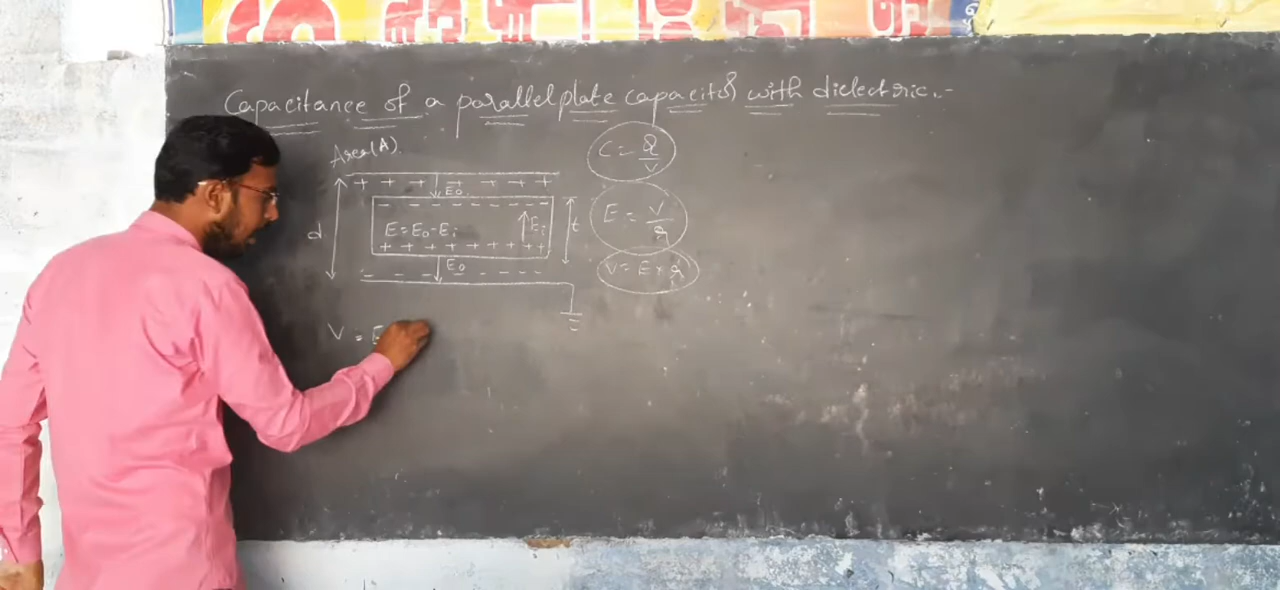 Capacitance of a parallel plate capacitor with dielectric.-
Area(A)
C = Q/V
+ + + + + + +
E₀
- - - - - - - - -
d
E=E₀-Eᵢ
Eᵢ
t
E = V/r
+ + + + + + + + + +
E₀
V = E × r
- - - - - - - -
V = E